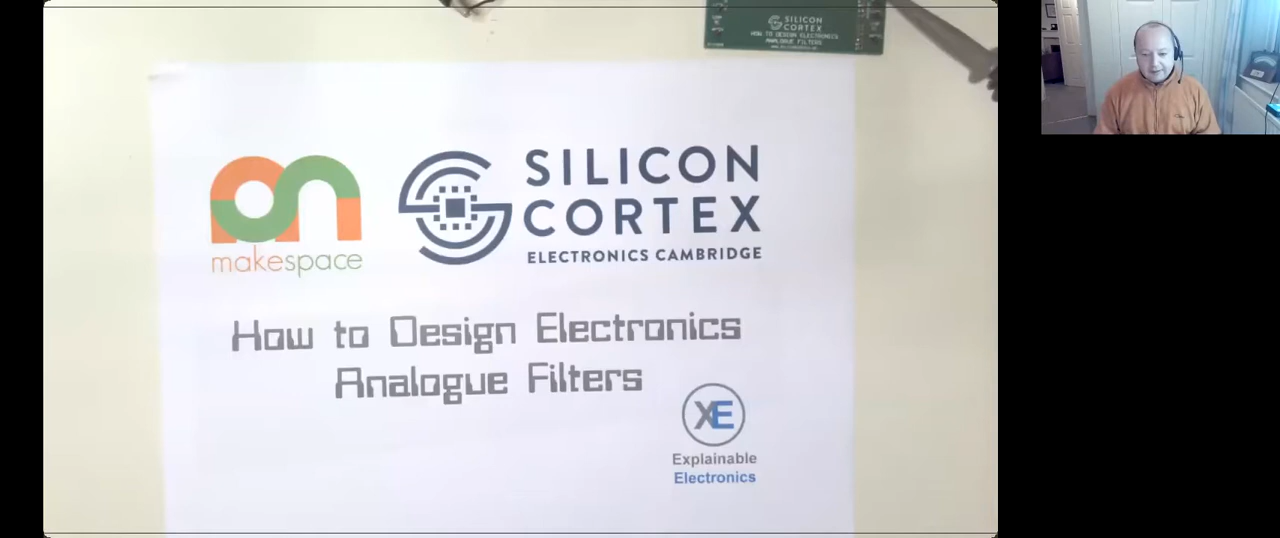 SILICON
CORTEX
HOW TO DESIGN ELECTRONICS
ANALOGUE FILTERS
makespace
SILICON
CORTEX
ELECTRONICS CAMBRIDGE
How to Design Electronics
Analogue Filters
XE
Explainable
Electronics